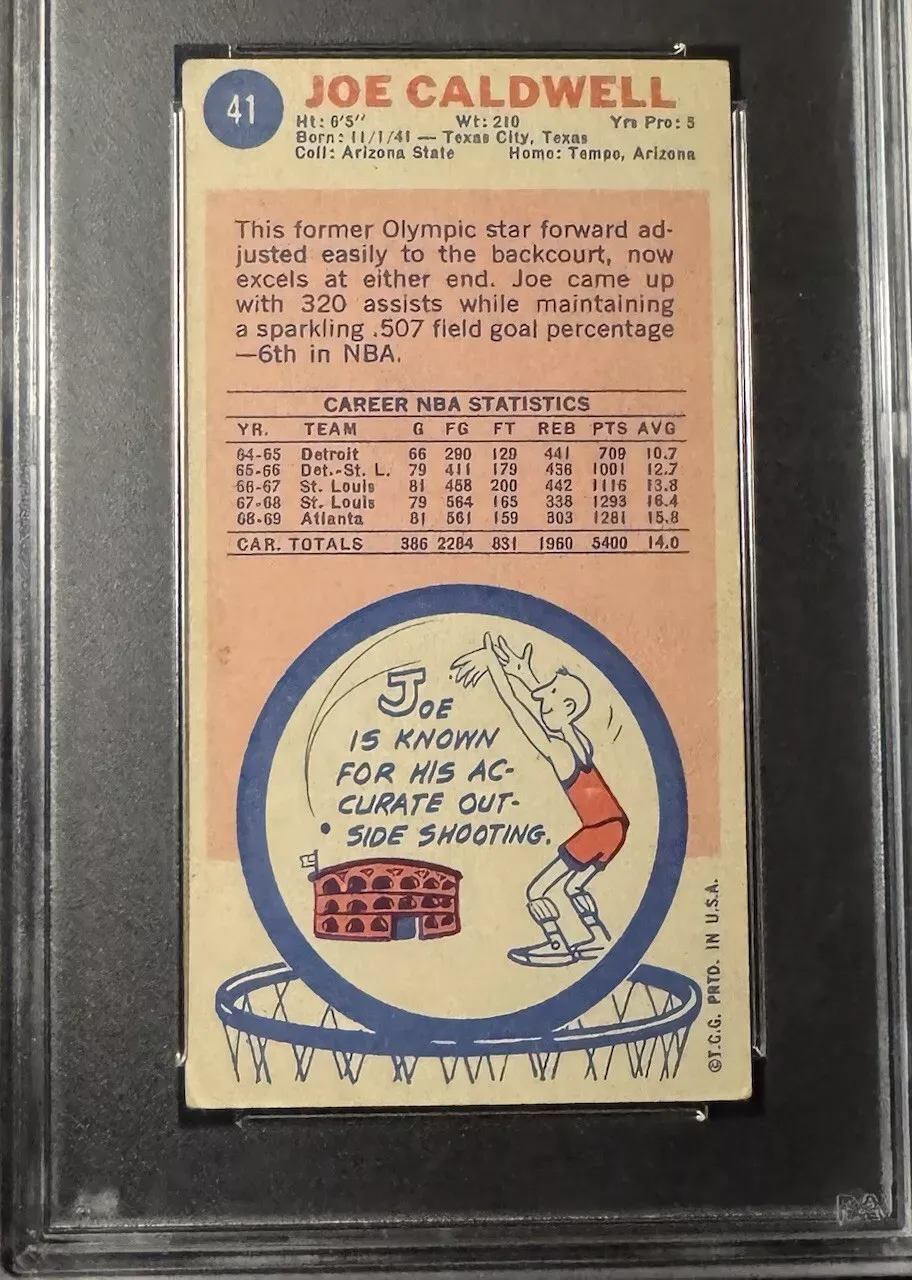 41
JOE CALDWELL
Ht: 6'5" Wt: 210 Yrs Pro: 5
Born: 11/1/41 — Texas City, Texas
Coll: Arizona State Home: Tempe, Arizona
This former Olympic star forward ad-
justed easily to the backcourt, now
excels at either end. Joe came up
with 320 assists while maintaining
a sparkling .507 field goal percentage
—6th in NBA.
CAREER NBA STATISTICS
YR. TEAM G FG FT REB PTS AVG
64-65 Detroit 66 290 129 441 709 10.7
65-66 Det.-St. L. 79 411 179 436 1001 12.7
66-67 St. Louis 81 458 200 442 1116 13.8
67-68 St. Louis 79 564 165 338 1293 16.4
68-69 Atlanta 81 561 159 303 1281 15.8
CAR. TOTALS 386 2284 831 1960 5400 14.0
JOE
IS KNOWN
FOR HIS AC-
CURATE OUT-
SIDE SHOOTING.
©T.C.G. PRTD. IN U.S.A.